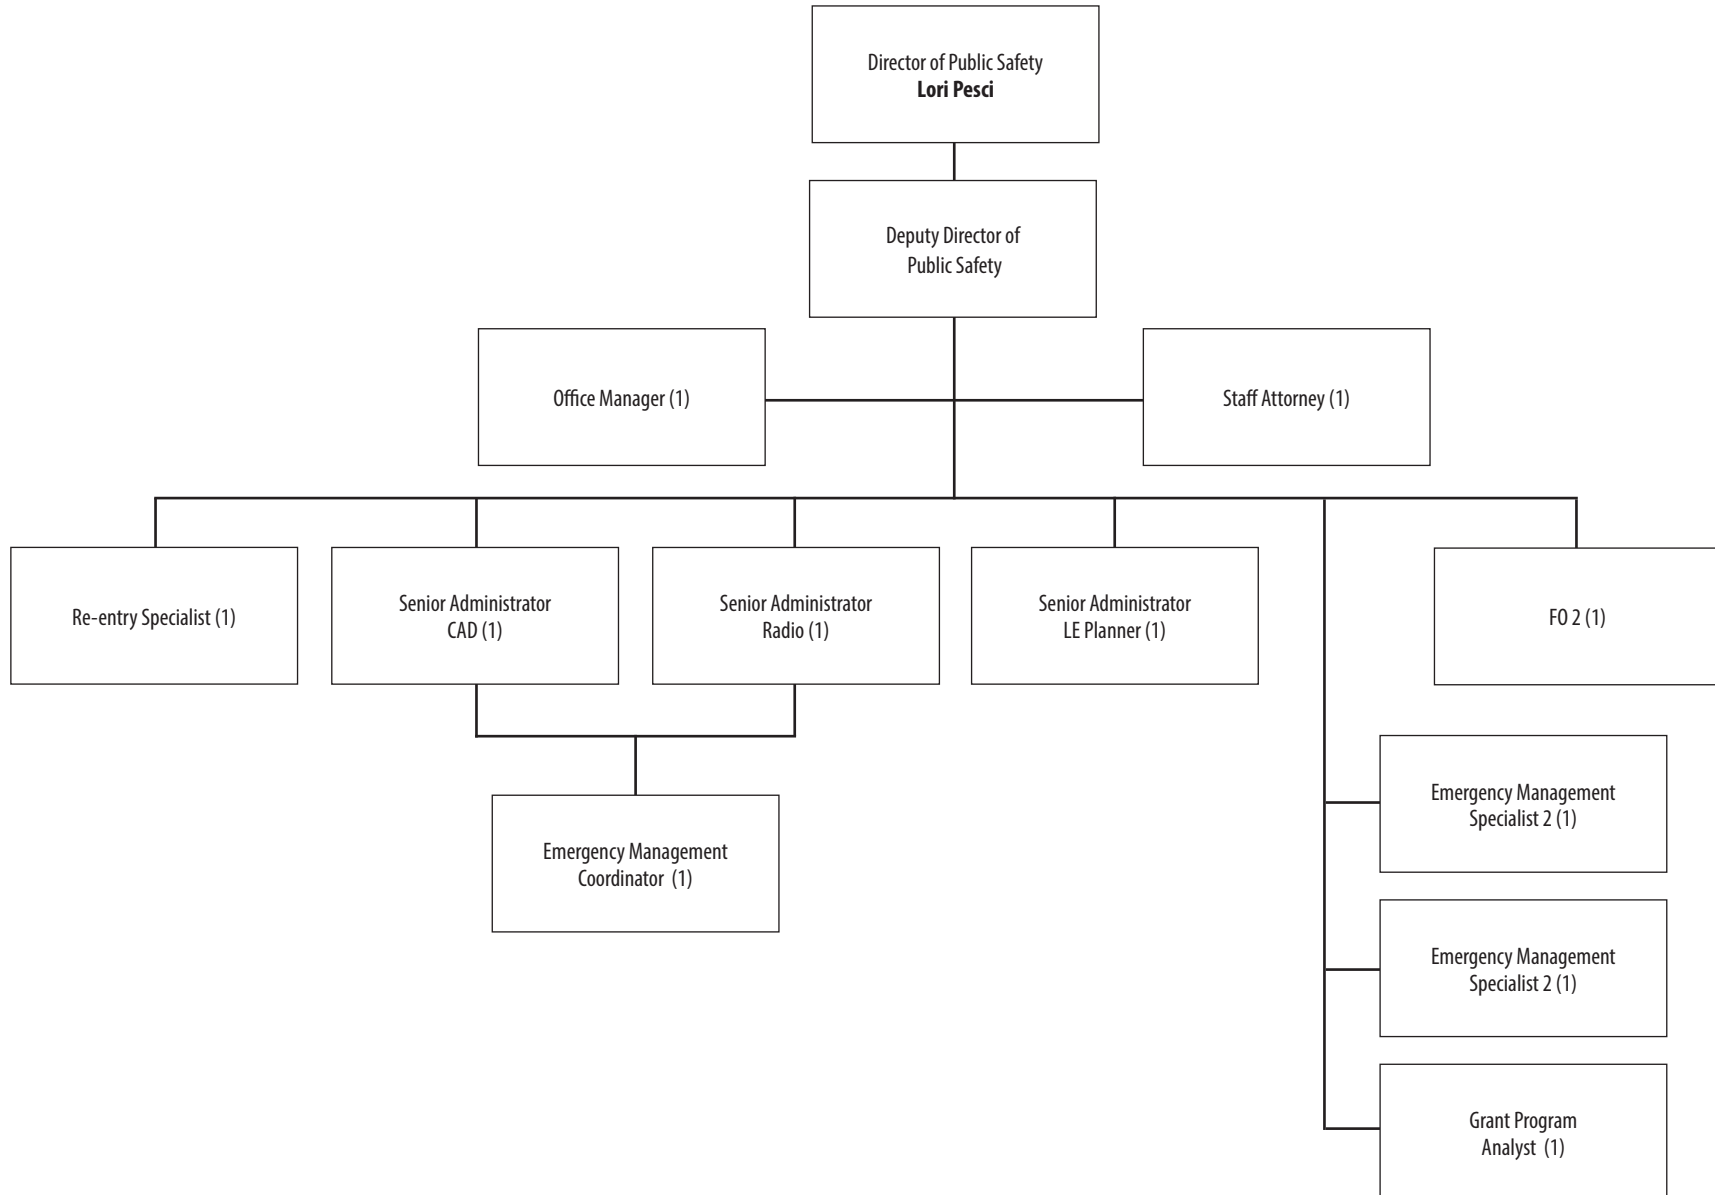 Director of Public Safety
Lori Pesci
Deputy Director of
Public Safety
Office Manager (1)
Staff Attorney (1)
Re-entry Specialist (1)
Senior Administrator
CAD (1)
Senior Administrator
Radio (1)
Senior Administrator
LE Planner (1)
FO 2 (1)
Emergency Management
Coordinator (1)
Emergency Management
Specialist 2 (1)
Emergency Management
Specialist 2 (1)
Grant Program
Analyst (1)